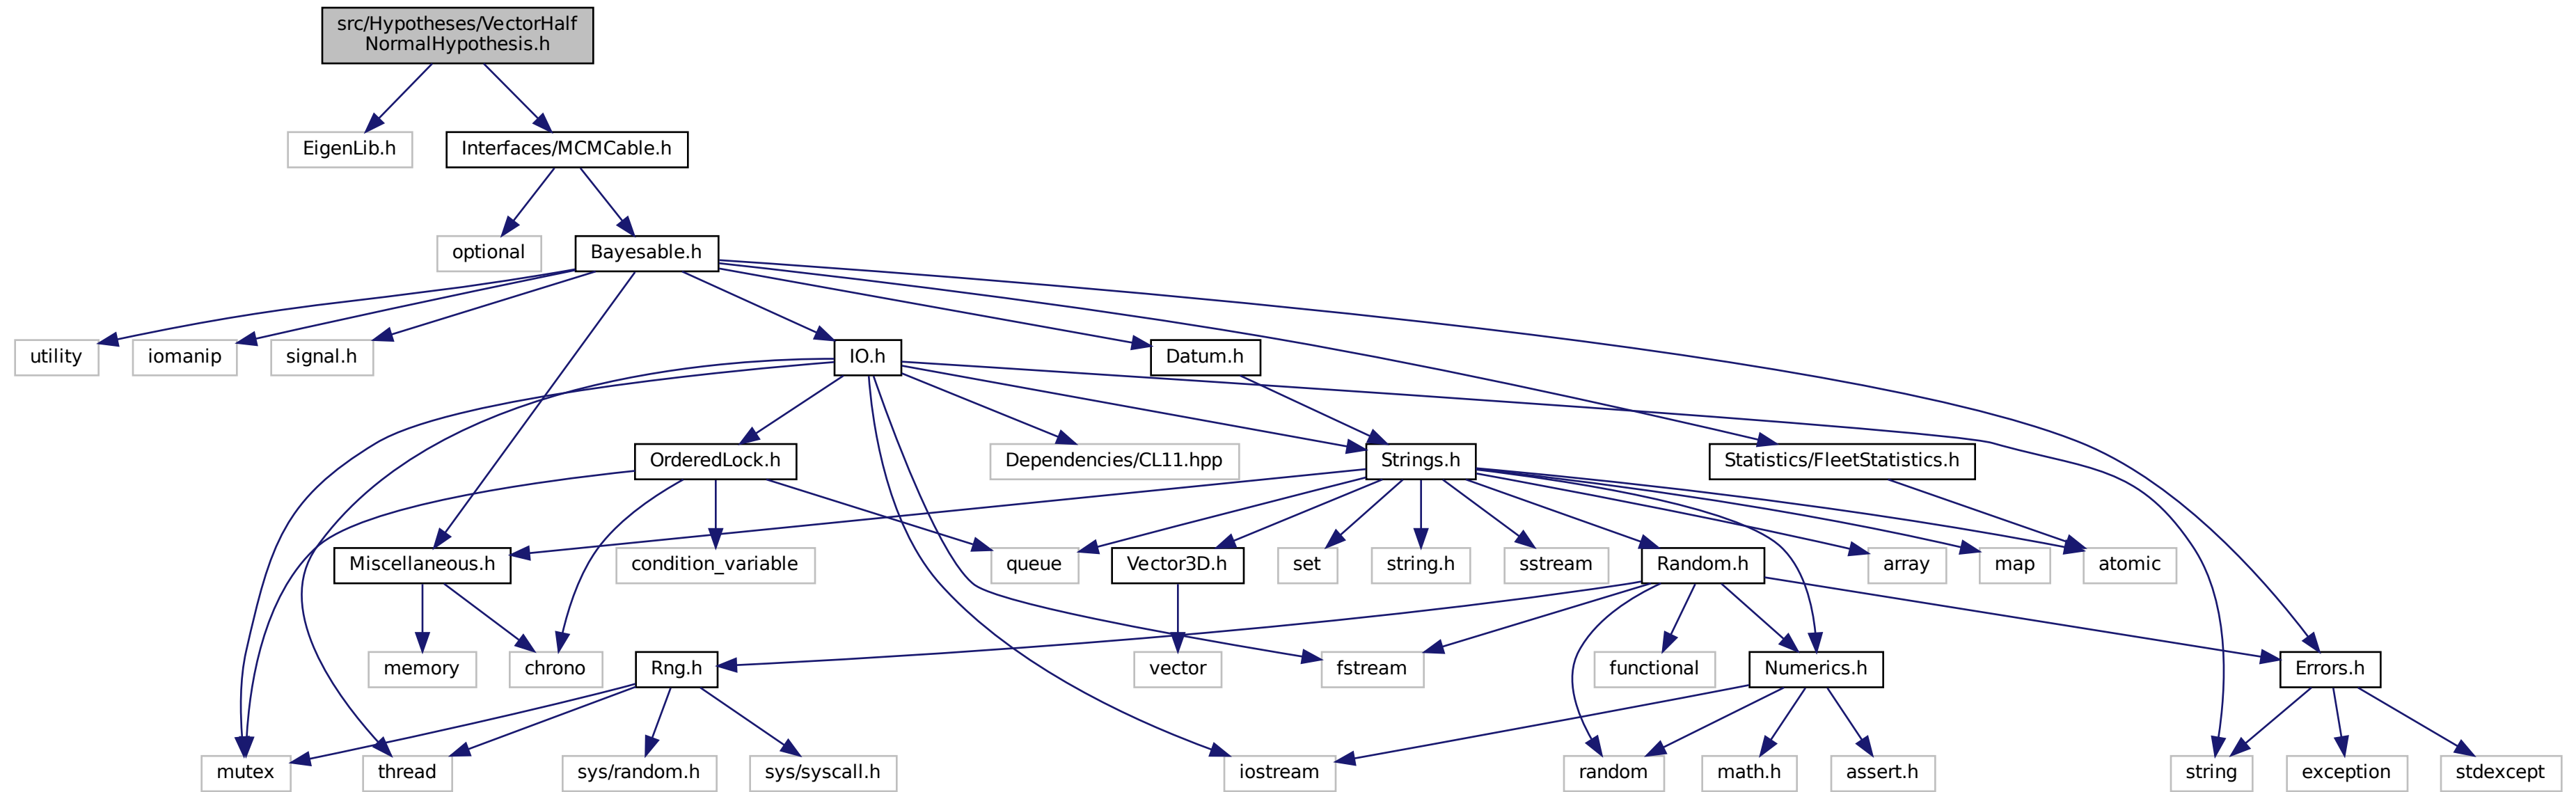 src/Hypotheses/VectorHalf
NormalHypothesis.h
EigenLib.h
Interfaces/MCMCable.h
optional
Bayesable.h
utility
iomanip
signal.h
IO.h
Datum.h
OrderedLock.h
Dependencies/CL11.hpp
Strings.h
Statistics/FleetStatistics.h
Miscellaneous.h
condition_variable
queue
Vector3D.h
set
string.h
sstream
Random.h
array
map
atomic
memory
chrono
Rng.h
vector
fstream
functional
Numerics.h
Errors.h
mutex
thread
sys/random.h
sys/syscall.h
iostream
random
math.h
assert.h
string
exception
stdexcept